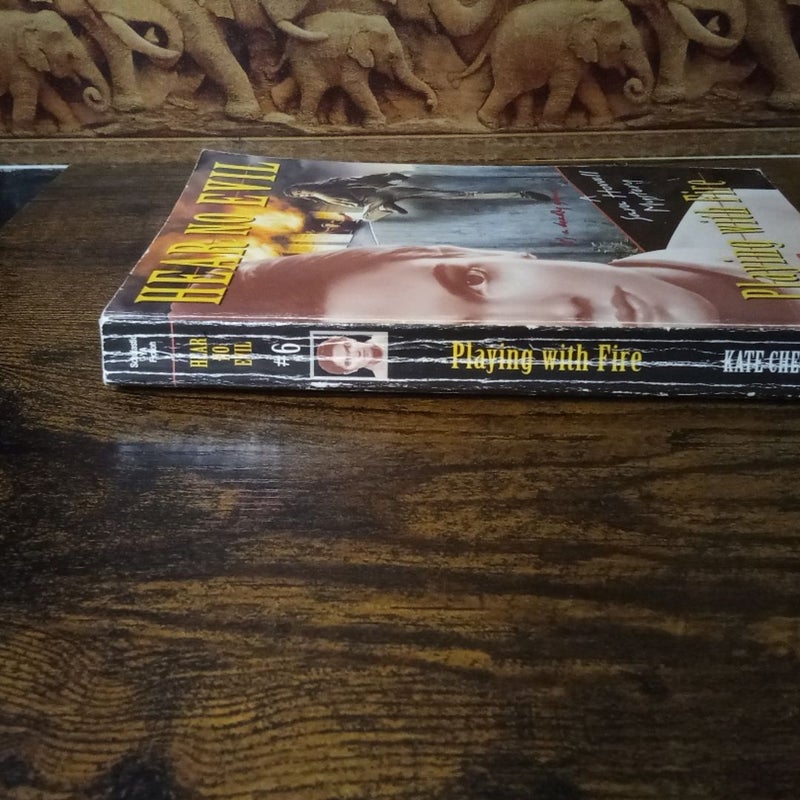 HEAR NO EVIL
Playing with Fire
HEAR
NO
EVIL
#6
Playing with Fire
KATE CHE